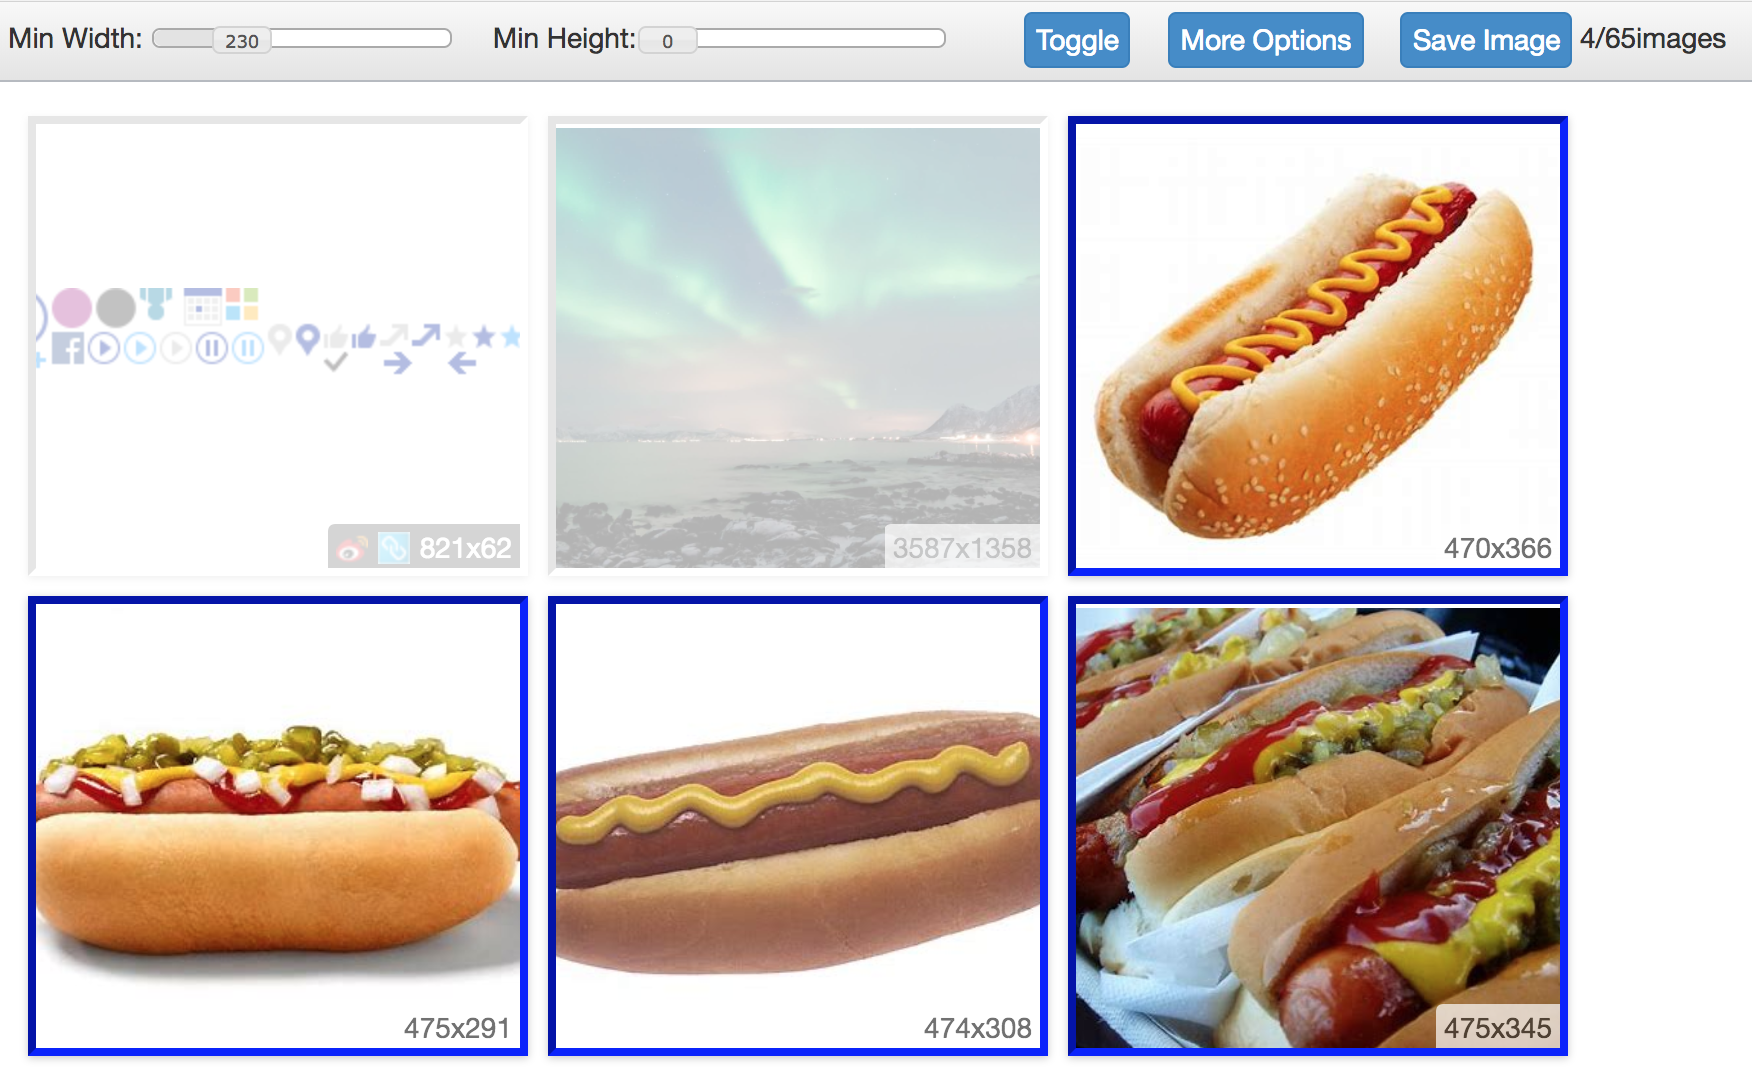 Min Width: 230 Min Height: 0 Toggle More Options Save Image 4/65images
821x62
3587x1358
470x366
475x291
474x308
475x345